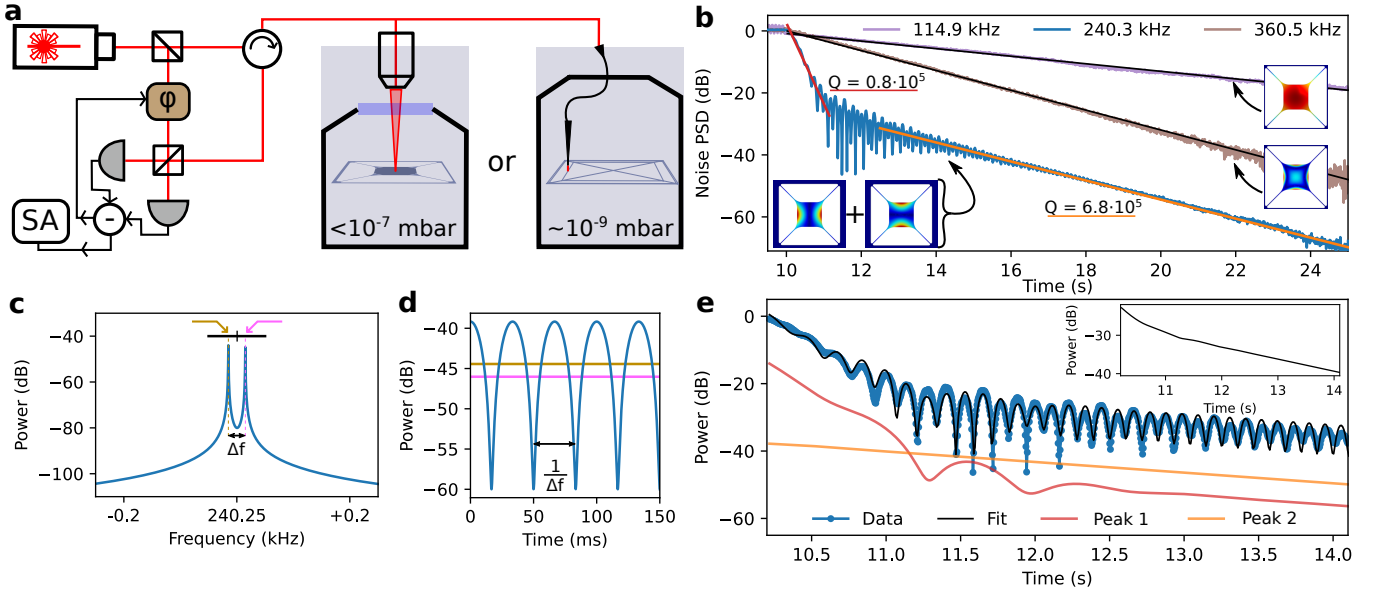 a
φ
SA
-
<10⁻⁷ mbar
or
~10⁻⁹ mbar
b
114.9 kHz
240.3 kHz
360.5 kHz
Q = 0.8·10⁵
Q = 6.8·10⁵
+
0
−20
−40
−60
Noise PSD (dB)
10 12 14 16 18 20 22 24
Time (s)
c
−40
−60
−80
−100
Power (dB)
Δf
-0.2 240.25 +0.2
Frequency (kHz)
d
−40
−45
−50
−55
−60
Power (dB)
1
Δf
0 50 100 150
Time (ms)
e
0
−20
−40
−60
Power (dB)
−30
−40
Power (dB)
11 12 13 14
Time (s)
Data Fit Peak 1 Peak 2
10.5 11.0 11.5 12.0 12.5 13.0 13.5 14.0
Time (s)